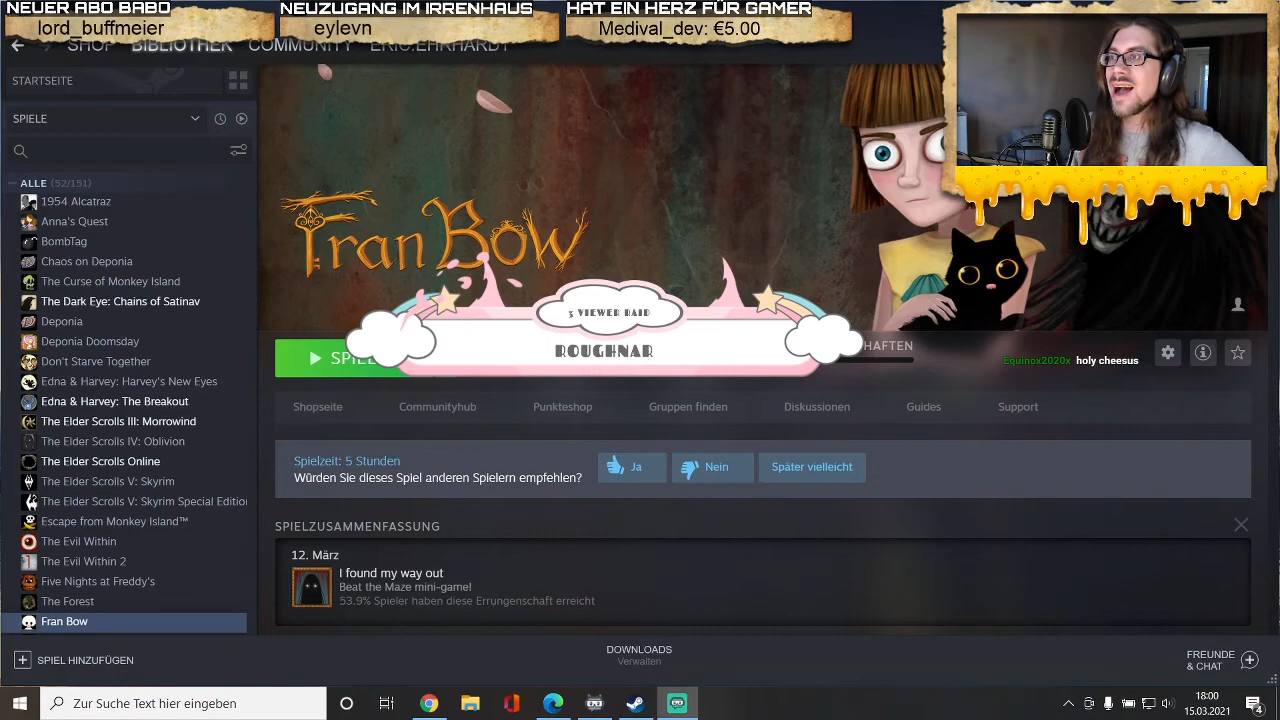 NEUER ABO BABO
lord_buffmeier
NEUZUGANG IM IRRENHAUS
eylevn
HAT EIN HERZ FÜR GAMER
Medival_dev: €5.00
SHOP BIBLIOTHEK COMMUNITY ERIC.EHRHARDT
STARTSEITE
SPIELE
ALLE (52/151)
1954 Alcatraz
Anna's Quest
BombTag
Chaos on Deponia
The Curse of Monkey Island
The Dark Eye: Chains of Satinav
Deponia
Deponia Doomsday
Don't Starve Together
Edna & Harvey: Harvey's New Eyes
Edna & Harvey: The Breakout
The Elder Scrolls III: Morrowind
The Elder Scrolls IV: Oblivion
The Elder Scrolls Online
The Elder Scrolls V: Skyrim
The Elder Scrolls V: Skyrim Special Edition
Escape from Monkey Island™
The Evil Within
The Evil Within 2
Five Nights at Freddy's
The Forest
Fran Bow
Fran Bow
3 VIEWER RAID
ROUGHNAR
SPIE
HAFTEN
Equinox2020x holy cheesus
Shopseite Communityhub Punkteshop Gruppen finden Diskussionen Guides Support
Spielzeit: 5 Stunden
Würden Sie dieses Spiel anderen Spielern empfehlen?
Ja Nein Später vielleicht
SPIELZUSAMMENFASSUNG
12. März
I found my way out
Beat the Maze mini-game!
53.9% Spieler haben diese Errungenschaft erreicht
SPIEL HINZUFÜGEN
DOWNLOADS
Verwalten
FREUNDE
& CHAT
Zur Suche Text hier eingeben
18:00
15.03.2021
4